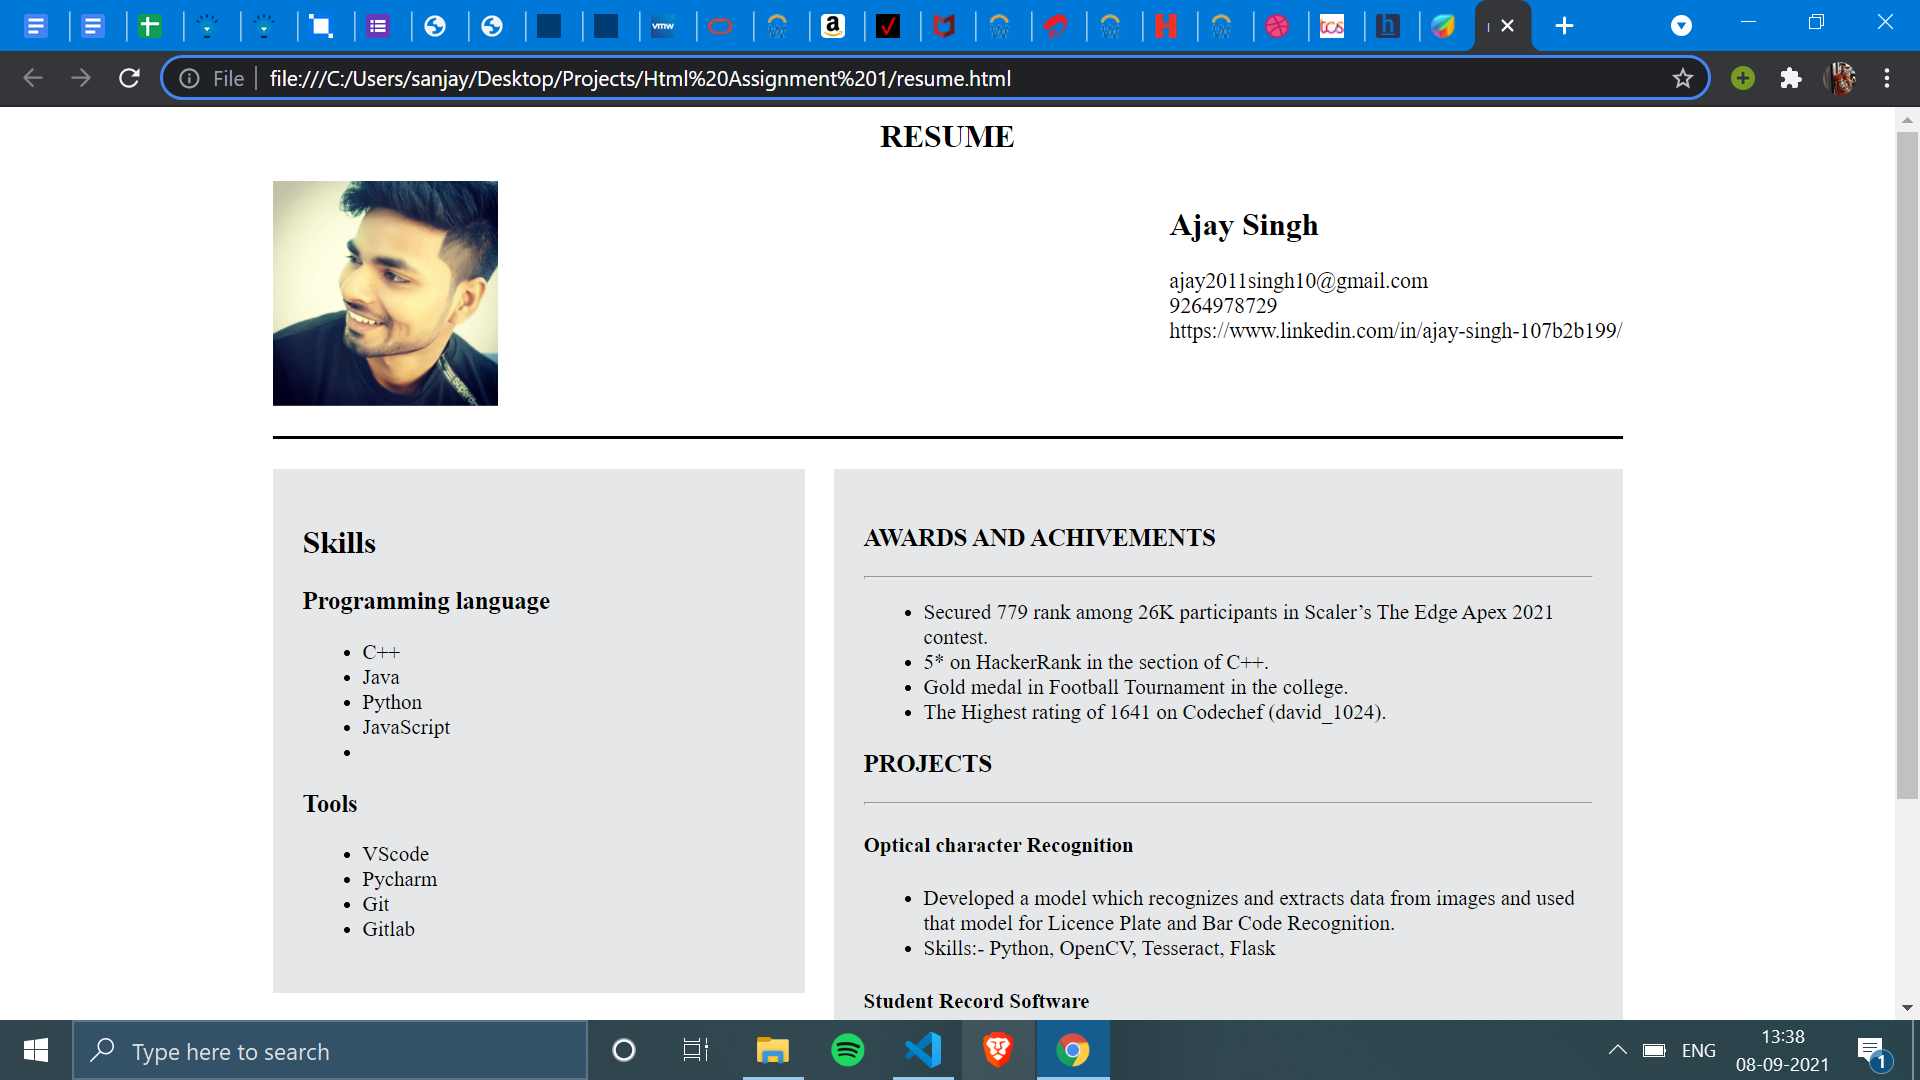 vmw
a
H
tcs
h
File
file:///C:/Users/sanjay/Desktop/Projects/Html%20Assignment%201/resume.html
RESUME
Ajay Singh
ajay2011singh10@gmail.com
9264978729
https://www.linkedin.com/in/ajay-singh-107b2b199/
Skills
Programming language
• C++
• Java
• Python
• JavaScript
•
Tools
• VScode
• Pycharm
• Git
• Gitlab
AWARDS AND ACHIVEMENTS
• Secured 779 rank among 26K participants in Scaler’s The Edge Apex 2021
contest.
• 5* on HackerRank in the section of C++.
• Gold medal in Football Tournament in the college.
• The Highest rating of 1641 on Codechef (david_1024).
PROJECTS
Optical character Recognition
• Developed a model which recognizes and extracts data from images and used
that model for Licence Plate and Bar Code Recognition.
• Skills:- Python, OpenCV, Tesseract, Flask
Student Record Software
Type here to search
ENG
13:38
08-09-2021
1